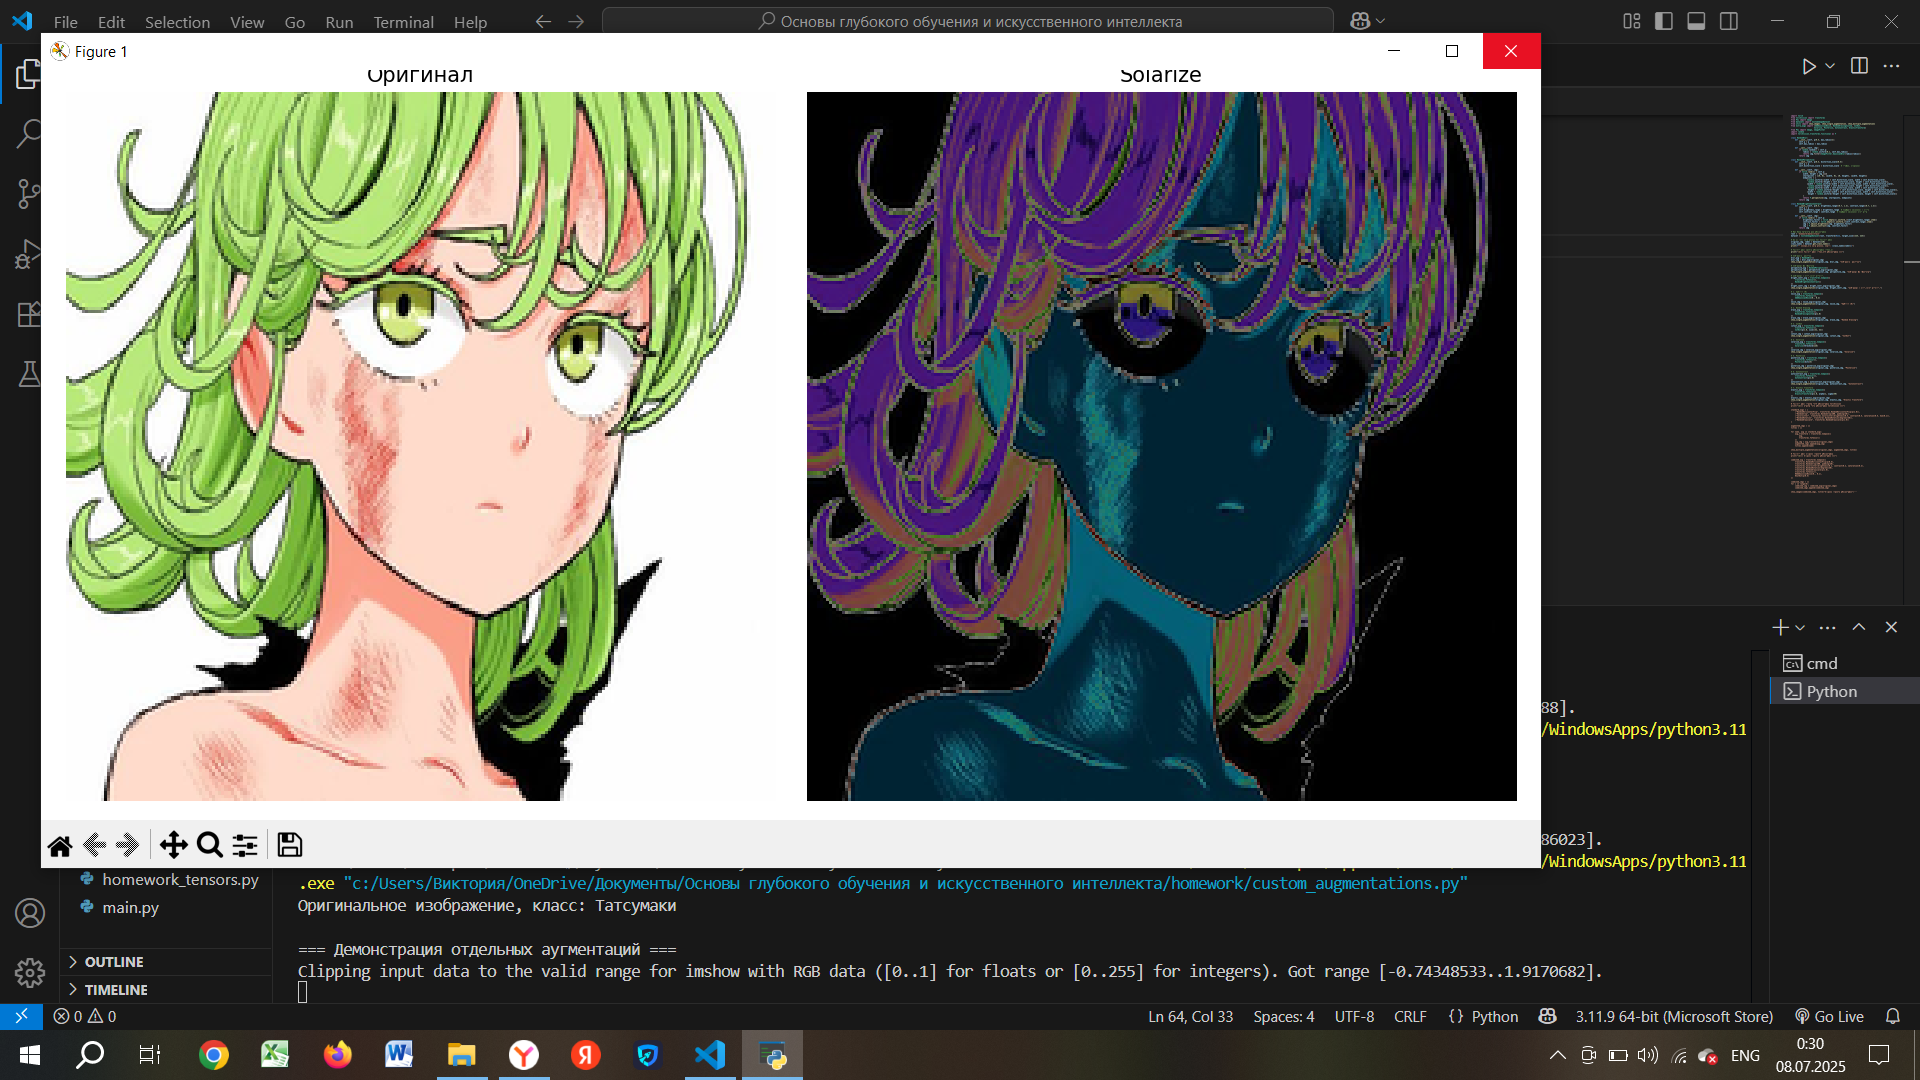 File Edit Selection View Go Run Terminal Help
Основы глубокого обучения и искусственного интеллекта
Figure 1
Оригинал
Solarize
cmd
Python
88].
/WindowsApps/python3.11
86023].
/WindowsApps/python3.11
homework_tensors.py
main.py
OUTLINE
TIMELINE
.exe "c:/Users/Виктория/OneDrive/Документы/Основы глубокого обучения и искусственного интеллекта/homework/custom_augmentations.py"
Оригинальное изображение, класс: Татсумаки
=== Демонстрация отдельных аугментаций ===
Clipping input data to the valid range for imshow with RGB data ([0..1] for floats or [0..255] for integers). Got range [-0.74348533..1.9170682].
0 0
Ln 64, Col 33 Spaces: 4 UTF-8 CRLF {} Python 3.11.9 64-bit (Microsoft Store) Go Live
ENG
0:30
08.07.2025